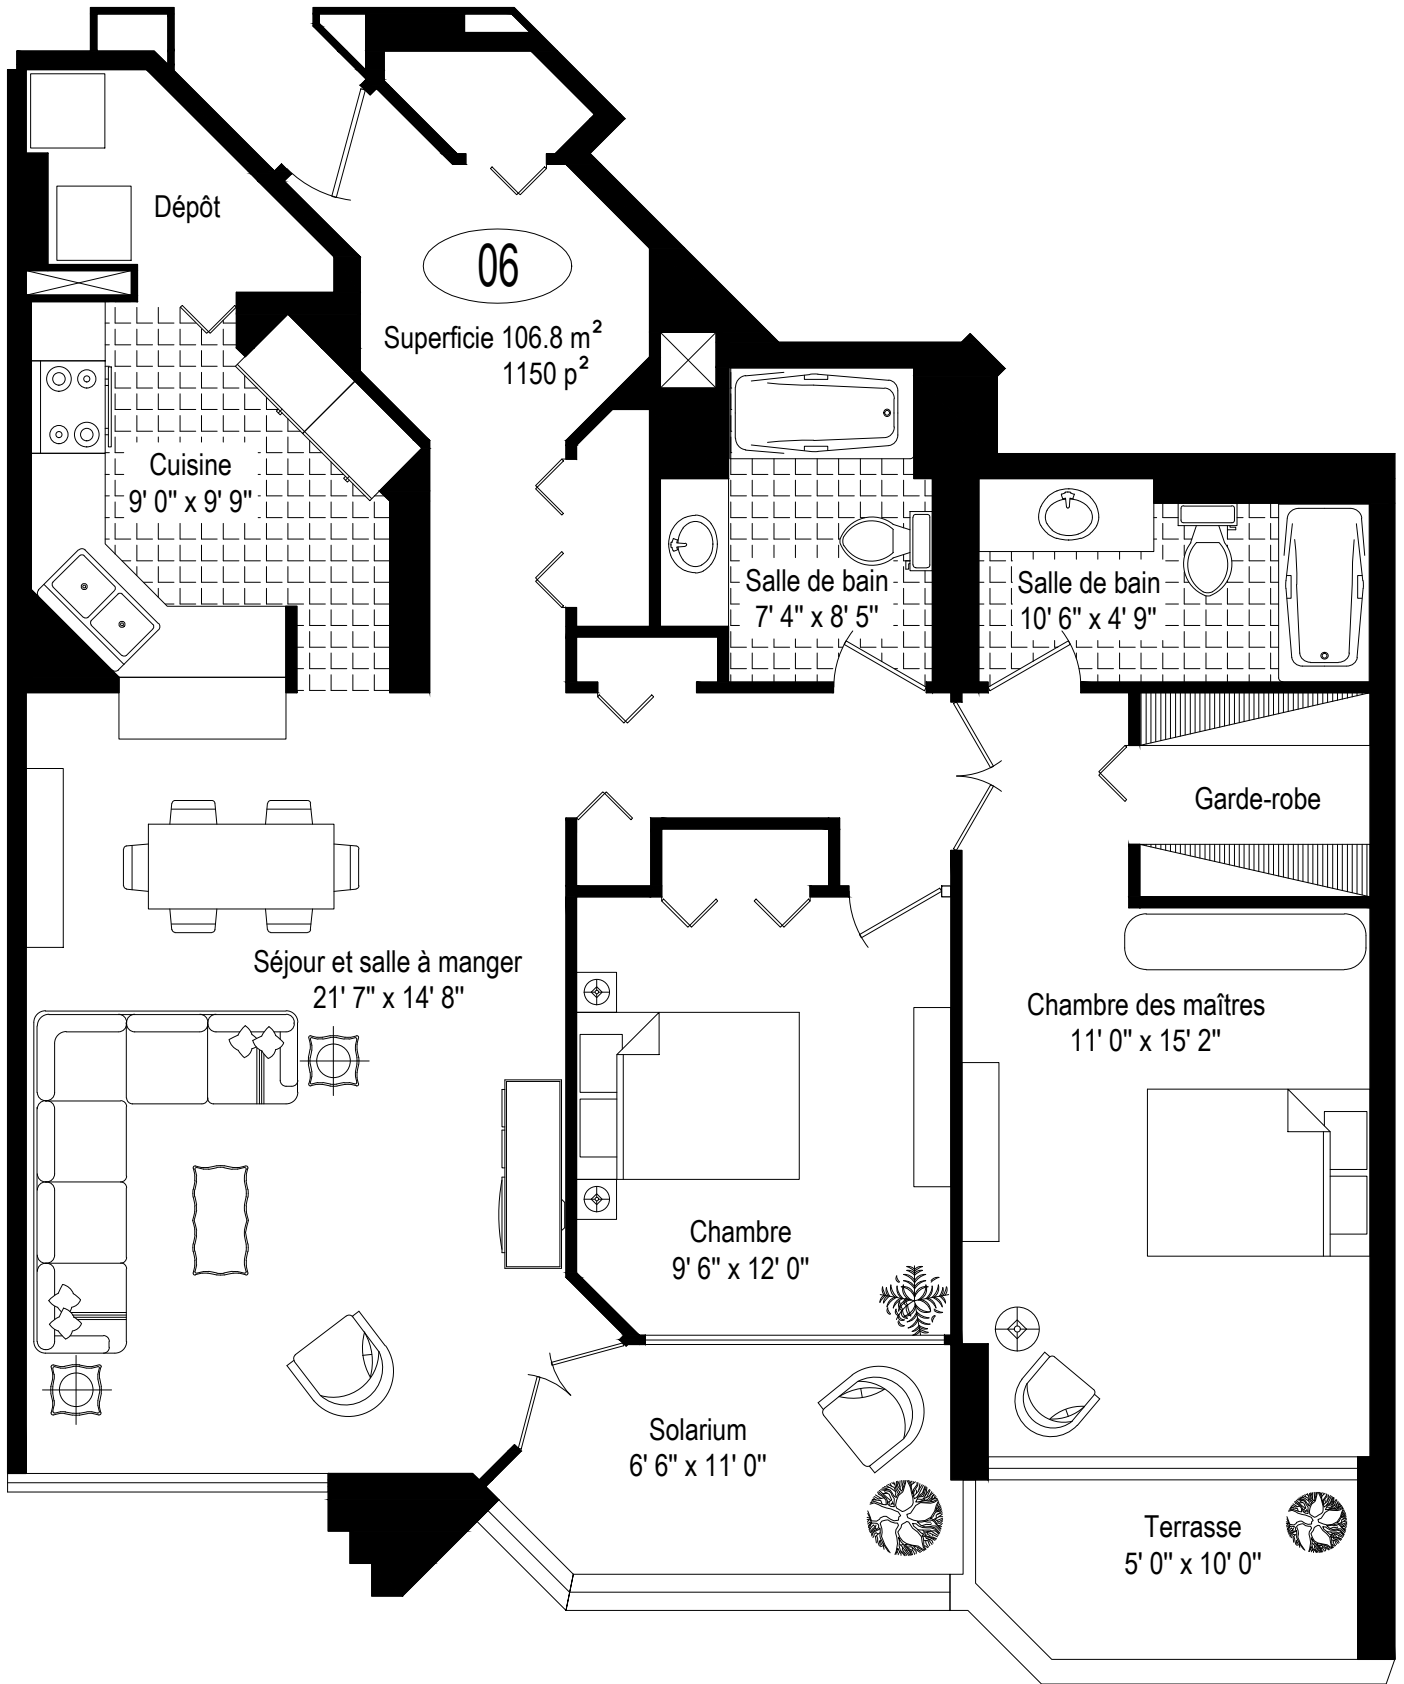 Dépôt
06
Superficie 106.8 m²
1150 p²
Cuisine
9' 0" x 9' 9"
Salle de bain
7' 4" x 8' 5"
Salle de bain
10' 6" x 4' 9"
Garde-robe
Séjour et salle à manger
21' 7" x 14' 8"
Chambre des maîtres
11' 0" x 15' 2"
Chambre
9' 6" x 12' 0"
Solarium
6' 6" x 11' 0"
Terrasse
5' 0" x 10' 0"